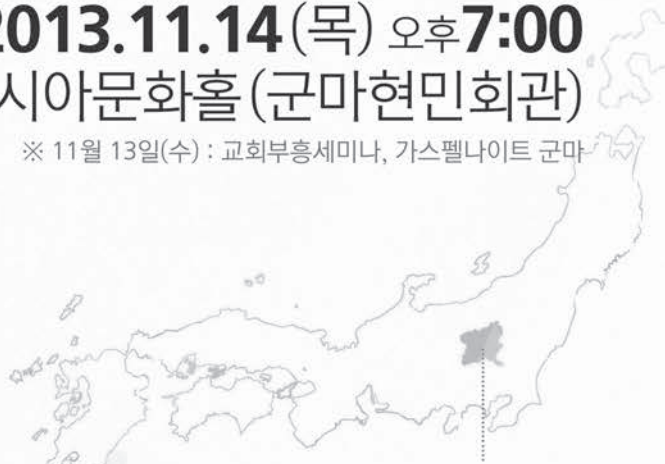 2013.11.14(목) 오후7:00
시아문화홀(군마현민회관)
※ 11월 13일(수) : 교회부흥세미나, 가스펠나이트 군마